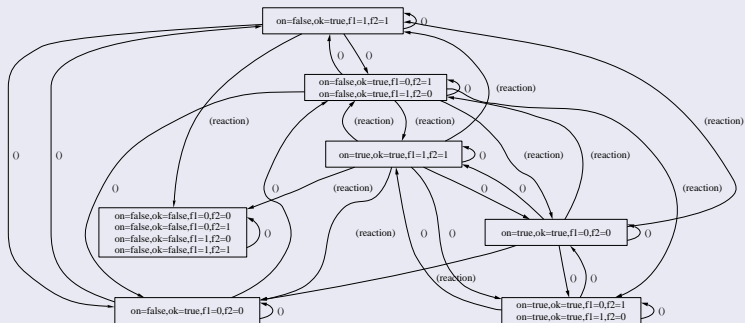 on=false,ok=true,f1=1,f2=1
()
()
()
on=false,ok=true,f1=0,f2=1
on=false,ok=true,f1=1,f2=0
()
(reaction)
(reaction)
(reaction)
(reaction)
()
()
()
()
on=true,ok=true,f1=1,f2=1
()
(reaction)
(reaction)
(reaction)
()
()
(reaction)
on=false,ok=false,f1=0,f2=0
on=false,ok=false,f1=0,f2=1
on=false,ok=false,f1=1,f2=0
on=false,ok=false,f1=1,f2=1
()
(reaction)
()
()
on=true,ok=true,f1=0,f2=0
()
(reaction)
()
()
on=false,ok=true,f1=0,f2=0
()
on=true,ok=true,f1=0,f2=1
on=true,ok=true,f1=1,f2=0
()